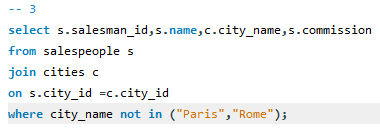 -- 3
select s.salesman_id,s.name,c.city_name,s.commission
from salespeople s
join cities c
on s.city_id =c.city_id
where city_name not in ("Paris","Rome");